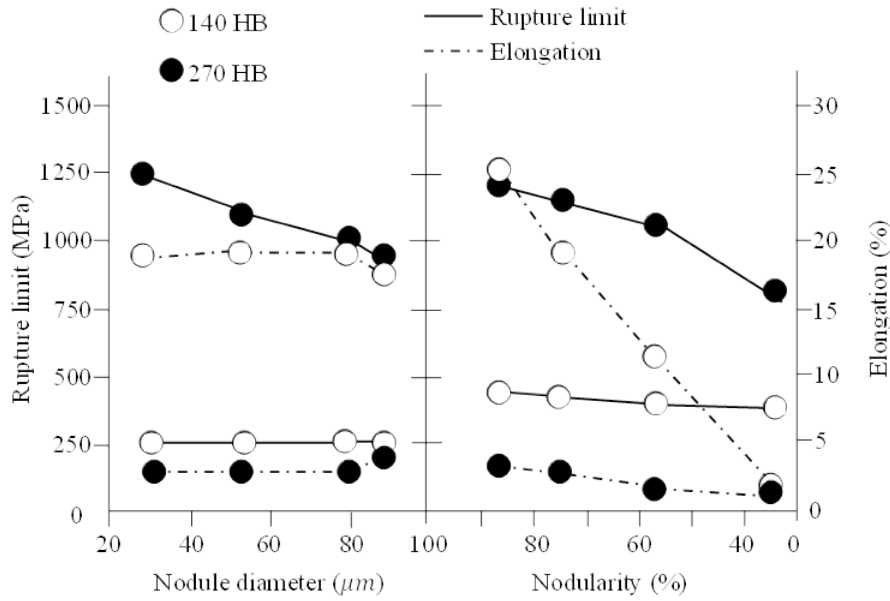 140 HB
270 HB
Rupture limit
Elongation
Rupture limit (MPa)
1500
1250
1000
750
500
250
0
20 40 60 80 100
Nodule diameter (μm)
80 60 40 0
Nodularity (%)
30
25
20
15
10
5
0
Elongation (%)